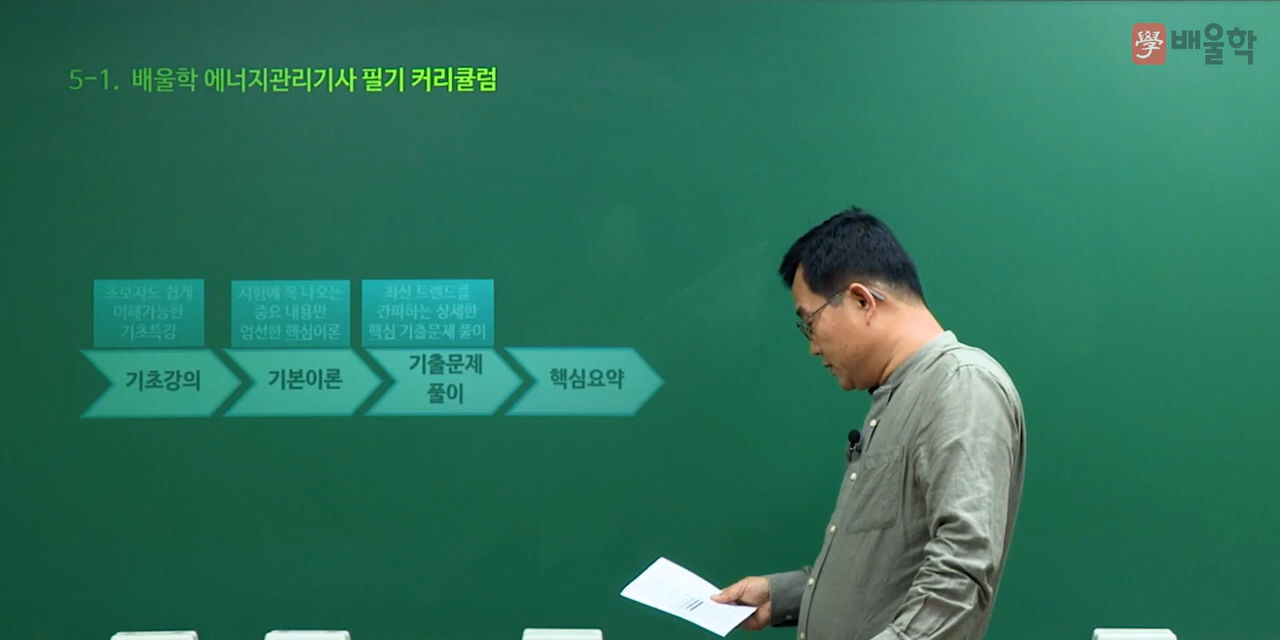 學 배울학
5-1. 배울학 에너지관리기사 필기 커리큘럼
초보자도 쉽게
이해가능한
기초특강
시험에 꼭 나오는
중요 내용만
엄선한 핵심이론
최신 트렌드를
간파하는 상세한
핵심 기출문제 풀이
기초강의
기본이론
기출문제
풀이
핵심요약